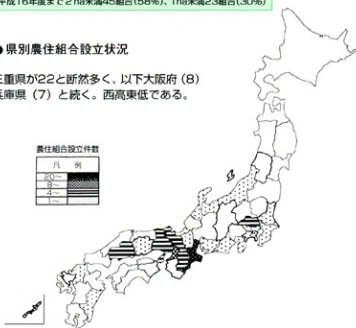 平成16年度まで2ha未満45組合(58%)、1ha未満23組合(30%)
県別農住組合設立状況
三重県が22と断然多く、以下大阪府(8)
兵庫県(7)と続く。西高東低である。
農住組合設立件数
凡 例
20~
8~
4~
1~